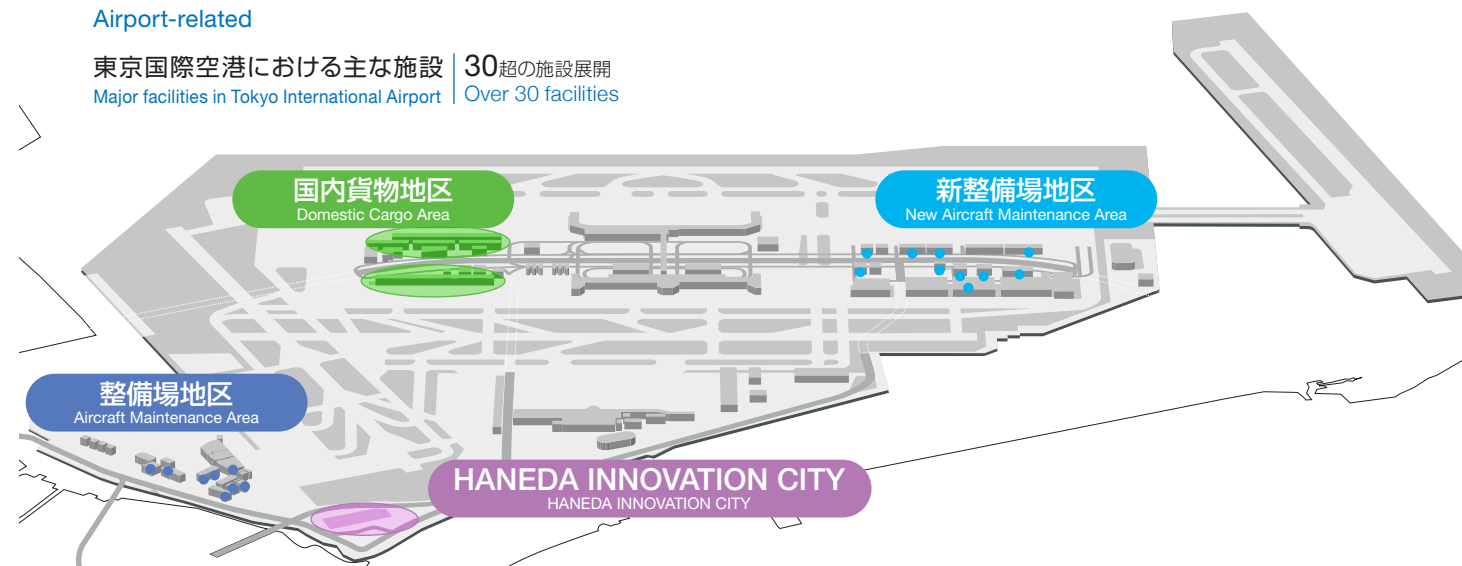 Airport-related
東京国際空港における主な施設
Major facilities in Tokyo International Airport
30超の施設展開
Over 30 facilities
国内貨物地区
Domestic Cargo Area
新整備場地区
New Aircraft Maintenance Area
整備場地区
Aircraft Maintenance Area
HANEDA INNOVATION CITY
HANEDA INNOVATION CITY